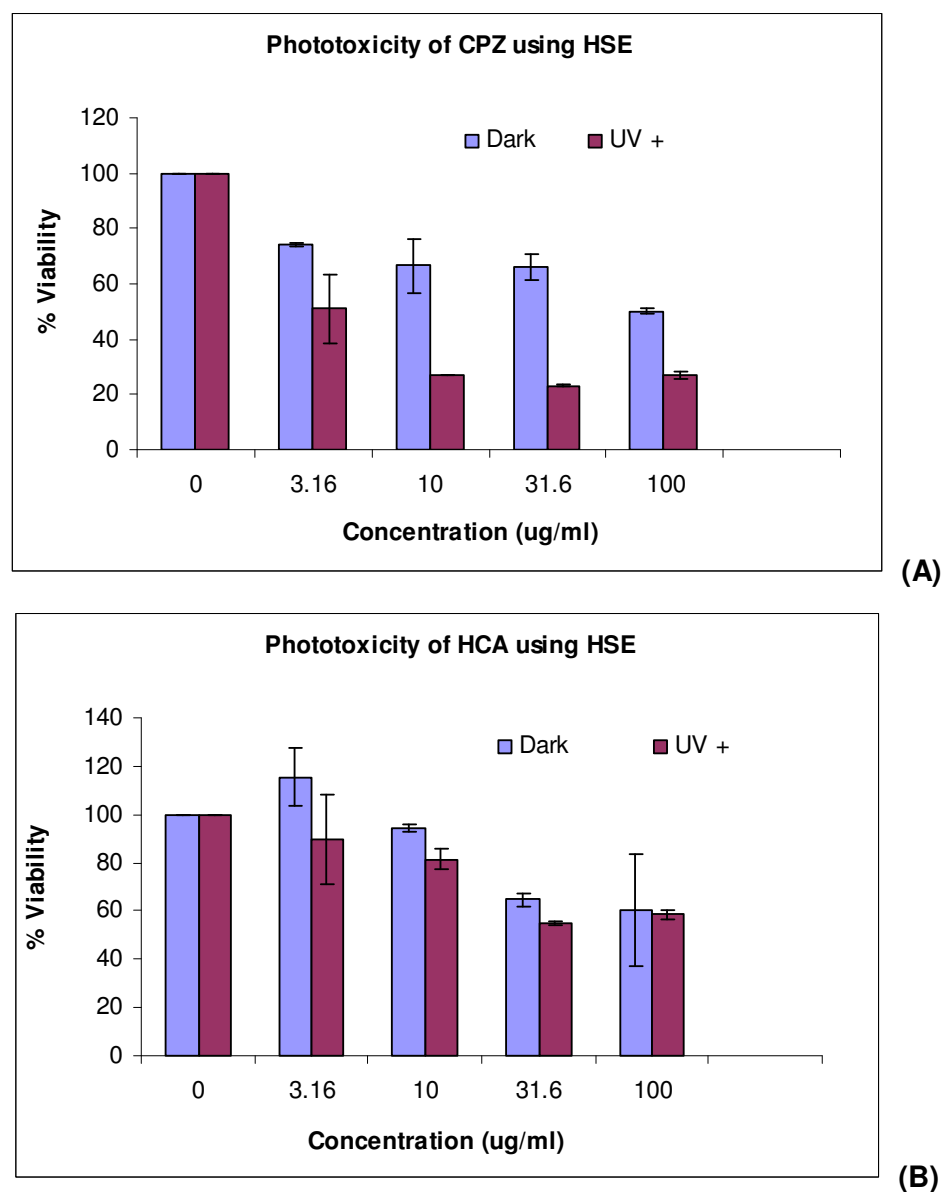 Phototoxicity of CPZ using HSE
120
Dark UV +
100
80
60
40
20
0
% Viability
0 3.16 10 31.6 100
Concentration (ug/ml)
(A)
Phototoxicity of HCA using HSE
140
Dark UV +
120
100
80
60
40
20
0
% Viability
0 3.16 10 31.6 100
Concentration (ug/ml)
(B)